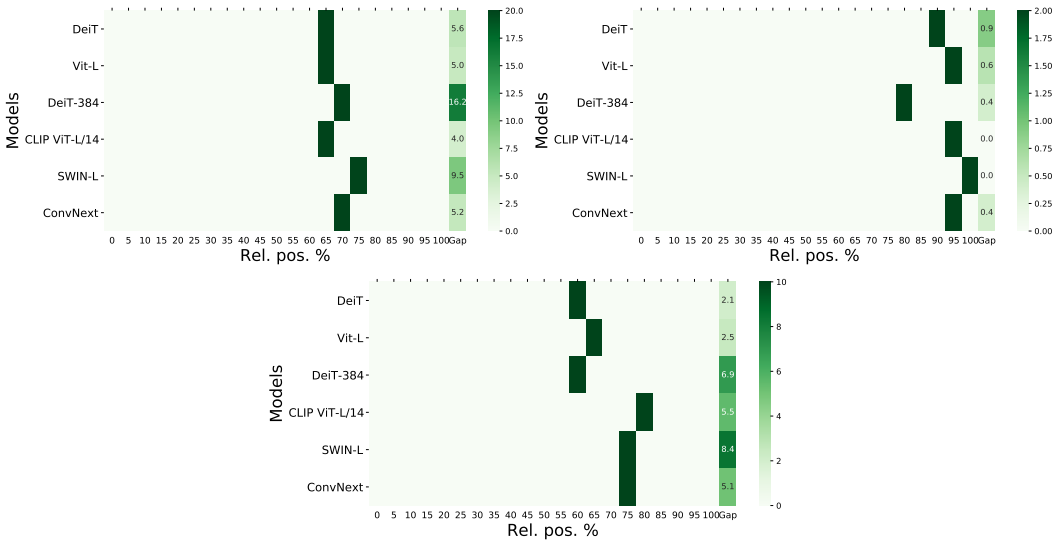 Models
DeiT 5.6
Vit-L 5.0
DeiT-384 16.2
CLIP ViT-L/14 4.0
SWIN-L 9.5
ConvNext 5.2
0 5 10 15 20 25 30 35 40 45 50 55 60 65 70 75 80 85 90 95 100 Gap
Rel. pos. %
20.0
17.5
15.0
12.5
10.0
7.5
5.0
2.5
0.0
Models
DeiT 0.9
Vit-L 0.6
DeiT-384 0.4
CLIP ViT-L/14 0.0
SWIN-L 0.0
ConvNext 0.4
0 5 10 15 20 25 30 35 40 45 50 55 60 65 70 75 80 85 90 95 100 Gap
Rel. pos. %
2.00
1.75
1.50
1.25
1.00
0.75
0.50
0.25
0.00
Models
DeiT 2.1
Vit-L 2.5
DeiT-384 6.9
CLIP ViT-L/14 5.5
SWIN-L 8.4
ConvNext 5.1
0 5 10 15 20 25 30 35 40 45 50 55 60 65 70 75 80 85 90 95 100 Gap
Rel. pos. %
10
8
6
4
2
0